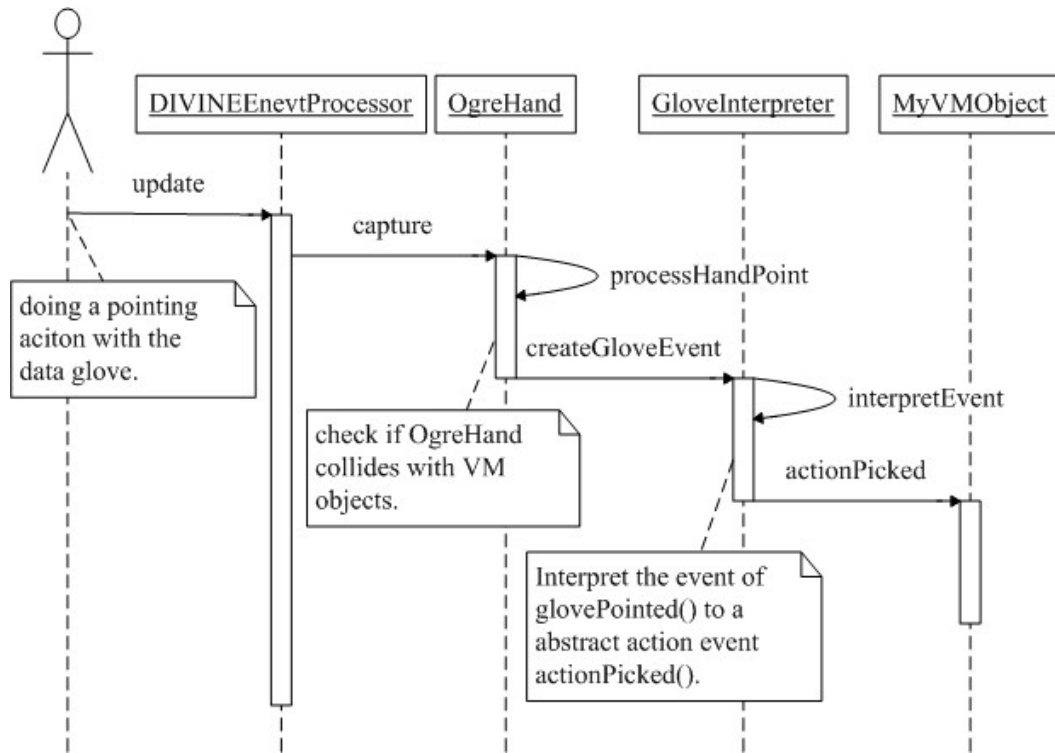 DIVINEEnevtProcessor
OgreHand
GloveInterpreter
MyVMObject
update
capture
processHandPoint
doing a pointing
aciton with the
data glove.
createGloveEvent
interpretEvent
check if OgreHand
collides with VM
objects.
actionPicked
Interpret the event of
glovePointed() to a
abstract action event
actionPicked().